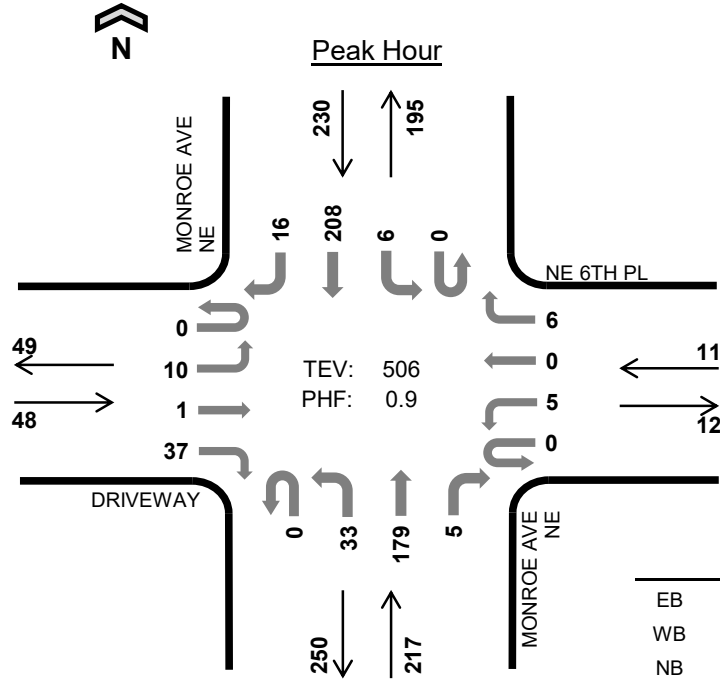 N
Peak Hour
230
195
MONROE AVE
NE
16
208
6
0
NE 6TH PL
0
6
49
10
TEV: 506
0
11
48
1
PHF: 0.9
5
12
37
0
DRIVEWAY
0
33
179
5
MONROE AVE
NE
250
217
EB
WB
NB